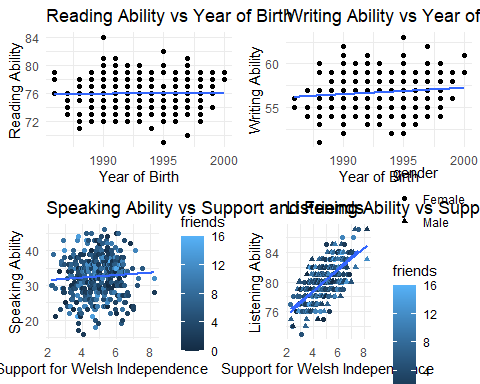 Reading Ability vs Year of Birth
Writing Ability vs Year of
Reading Ability
84
80
76
72
1990
1995
2000
Year of Birth
Writing Ability
60
55
1990
1995
2000
Year of Birth
gender
Female
Male
Speaking Ability vs Support and Friends
Speaking Ability
40
30
20
2
4
6
8
Support for Welsh Independence
friends
16
12
8
4
0
Listening Ability vs Supp
Listening Ability
84
80
76
2
4
6
8
Support for Welsh Independence
friends
16
12
8
4